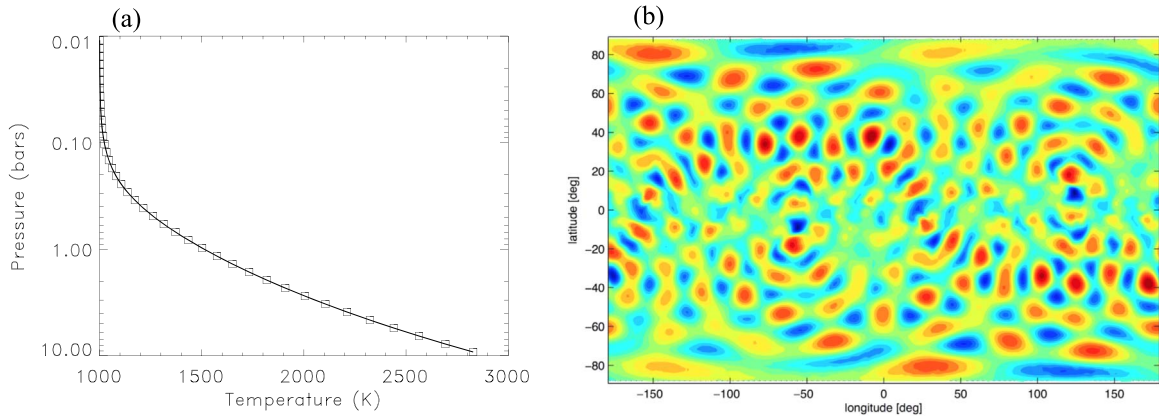 (a)
0.01
0.10
1.00
10.00
Pressure (bars)
1000 1500 2000 2500 3000
Temperature (K)
(b)
80
60
40
20
0
−20
−40
−60
−80
latitude [deg]
−150 −100 −50 0 50 100 150
longitude [deg]